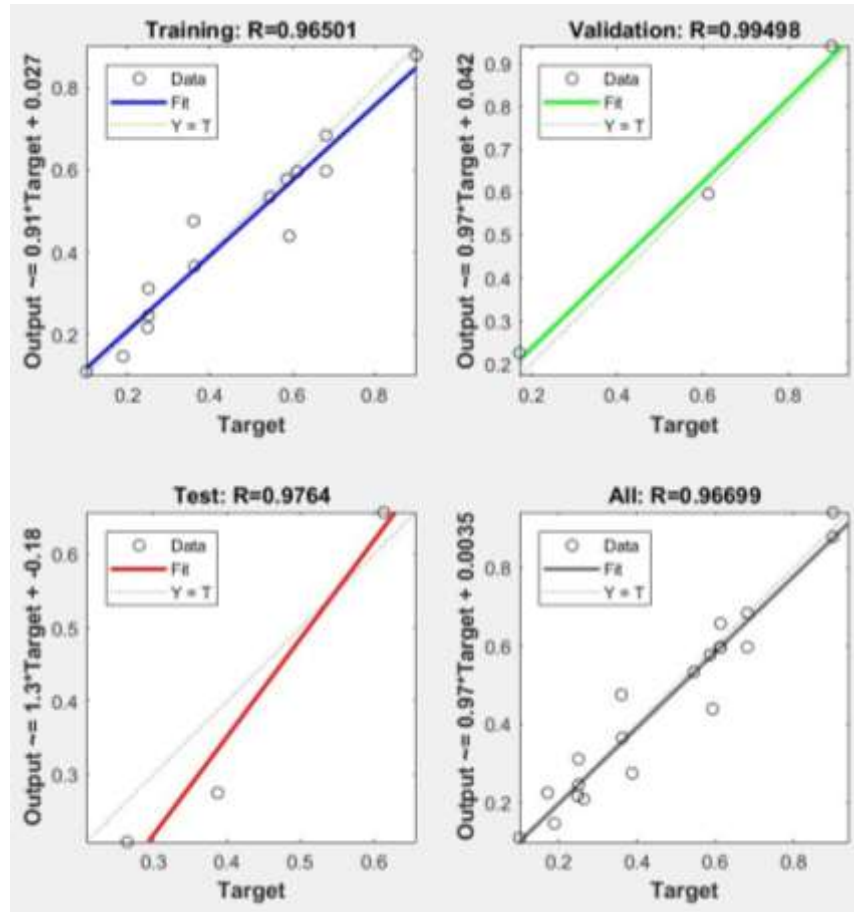 Training: R=0.96501
Output ~= 0.91*Target + 0.027
Data
Fit
Y = T
0.8
0.6
0.4
0.2
0.2 0.4 0.6 0.8
Target
Validation: R=0.99498
Output ~= 0.97*Target + 0.042
Data
Fit
Y = T
0.9
0.8
0.7
0.6
0.5
0.4
0.3
0.2
0.2 0.4 0.6 0.8
Target
Test: R=0.9764
Output ~= 1.3*Target + -0.18
Data
Fit
Y = T
0.6
0.5
0.4
0.3
0.3 0.4 0.5 0.6
Target
All: R=0.96699
Output ~= 0.97*Target + 0.0035
Data
Fit
Y = T
0.8
0.6
0.4
0.2
0.2 0.4 0.6 0.8
Target